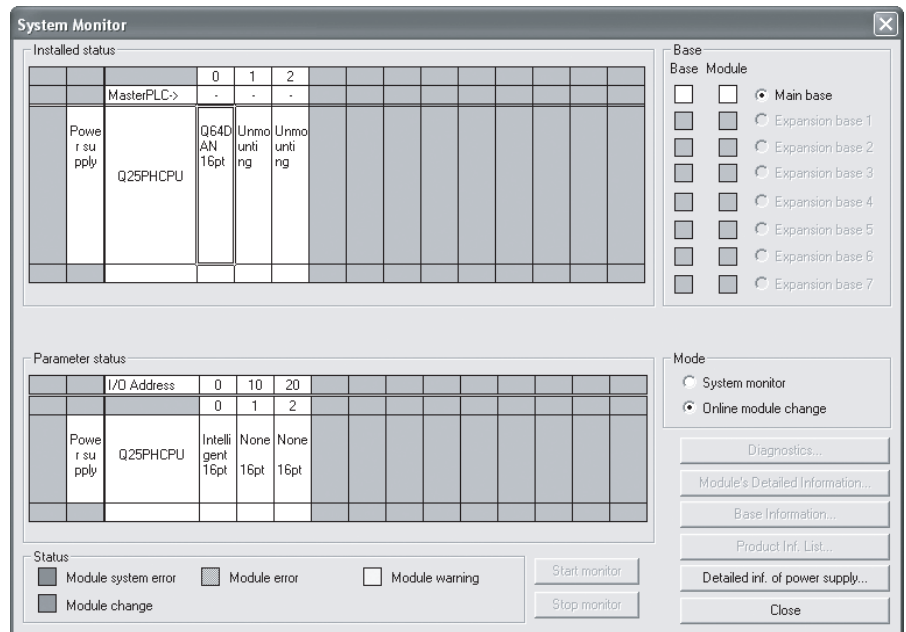 System Monitor
Installed status
0 1 2
MasterPLC-> - - -
Powe
r su
pply
Q25PHCPU
Q64D
AN
16pt
Unmo
unti
ng
Unmo
unti
ng
Base
Base Module
Main base
Expansion base 1
Expansion base 2
Expansion base 3
Expansion base 4
Expansion base 5
Expansion base 6
Expansion base 7
Parameter status
I/O Address 0 10 20
0 1 2
Powe
r su
pply
Q25PHCPU
Intelli
gent
16pt
None
16pt
None
16pt
Mode
System monitor
Online module change
Diagnostics...
Module's Detailed Information...
Base Information...
Product Inf. List...
Detailed inf. of power supply...
Close
Status
Module system error
Module error
Module warning
Module change
Start monitor
Stop monitor